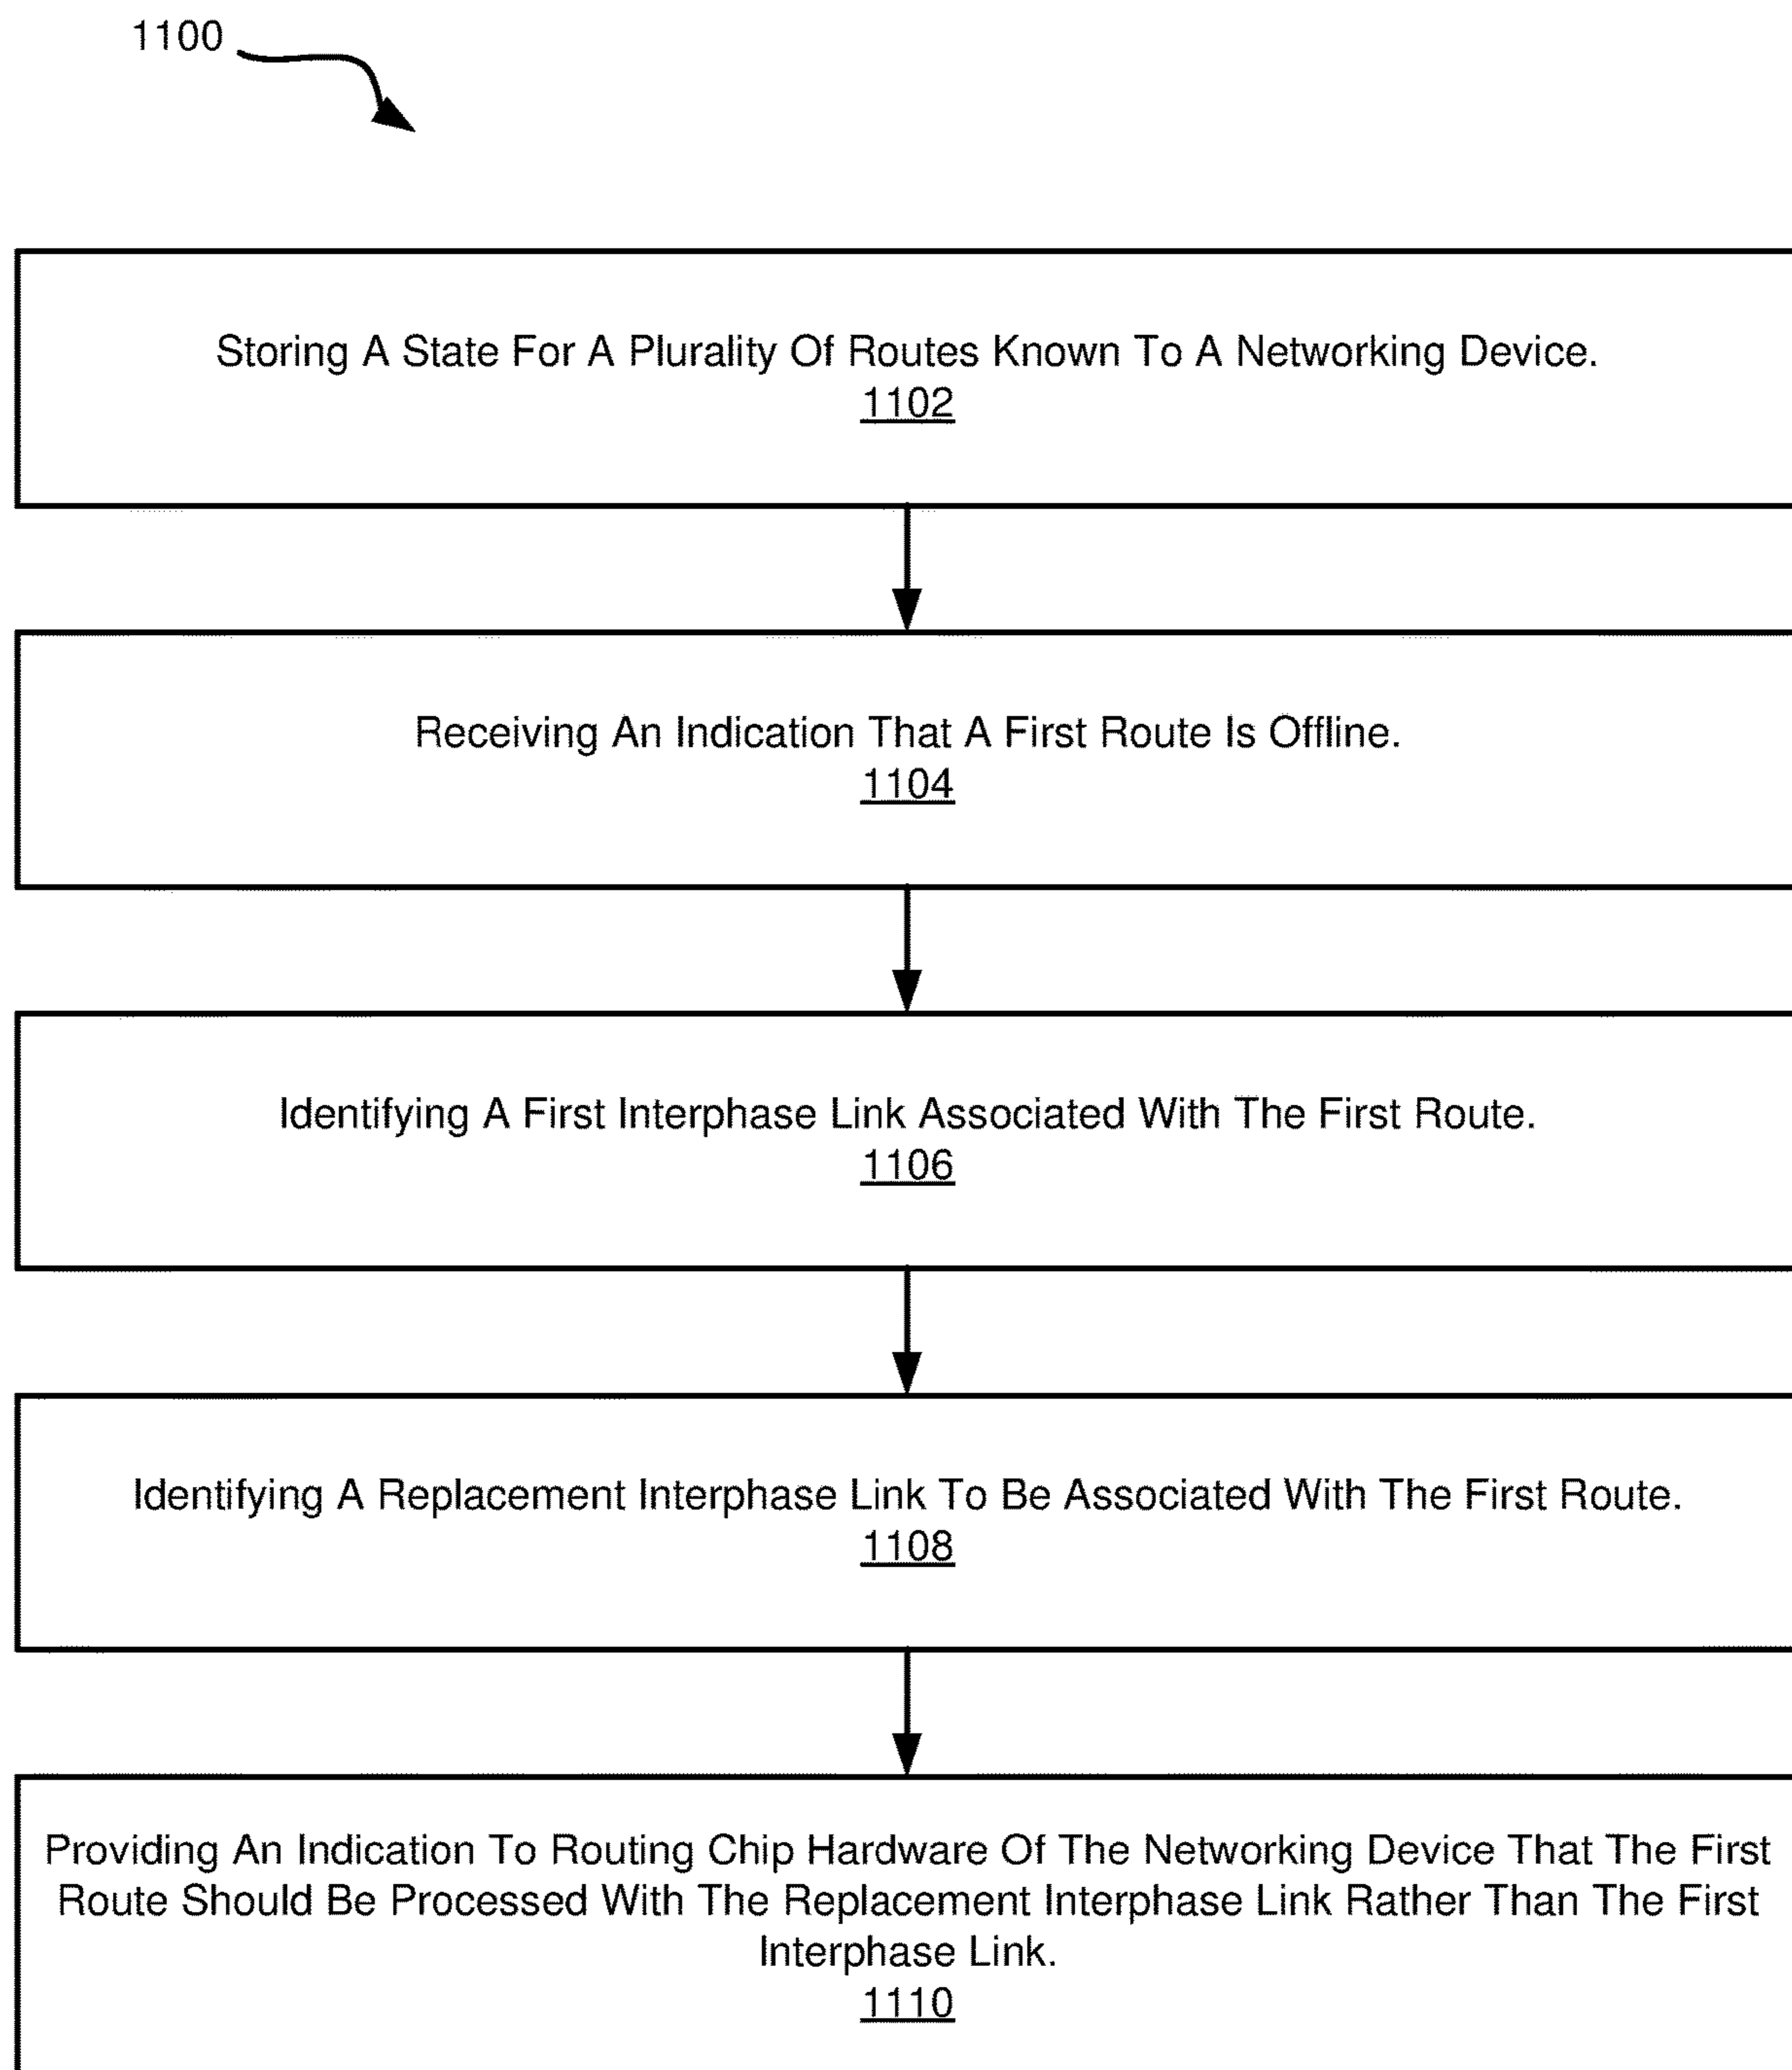 1100
Storing A State For A Plurality Of Routes Known To A Networking Device.
1102
Receiving An Indication That A First Route Is Offline.
1104
Identifying A First Interphase Link Associated With The First Route.
1106
Identifying A Replacement Interphase Link To Be Associated With The First Route.
1108
Providing An Indication To Routing Chip Hardware Of The Networking Device That The First
Route Should Be Processed With The Replacement Interphase Link Rather Than The First
Interphase Link.
1110